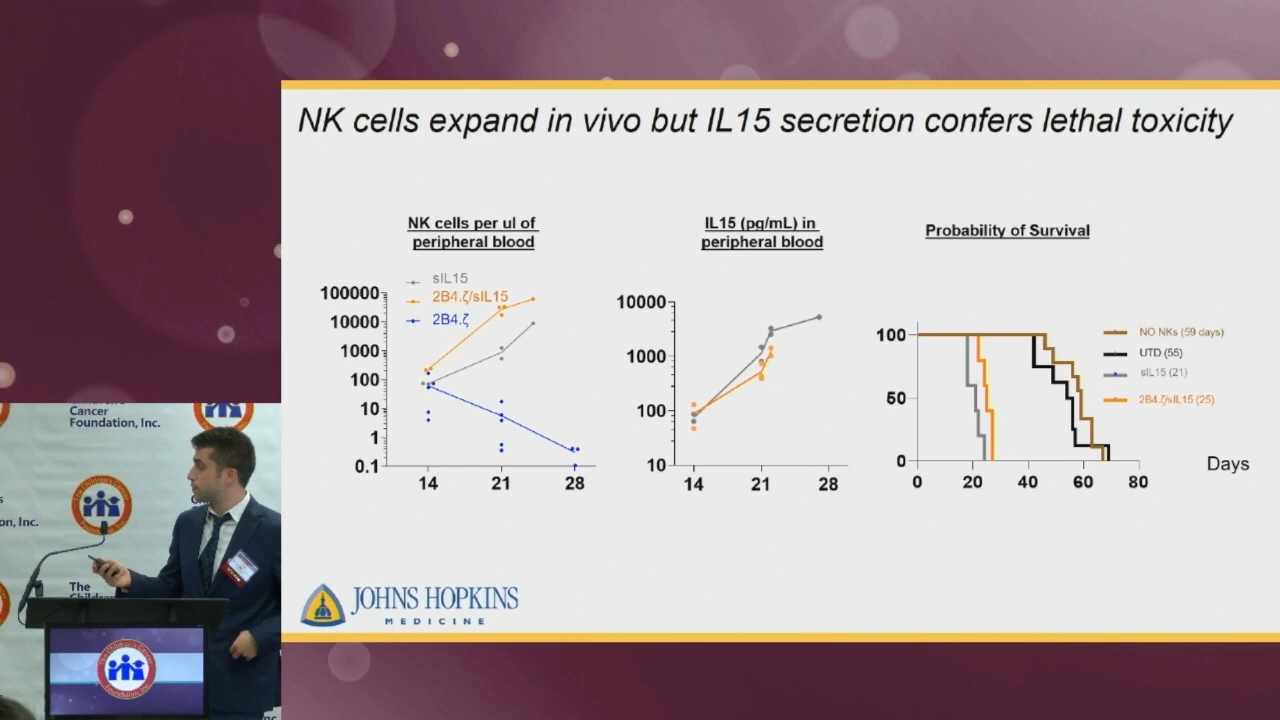 NK cells expand in vivo but IL15 secretion confers lethal toxicity
NK cells per ul of
peripheral blood
sIL15
2B4.ζ/sIL15
2B4.ζ
100000
10000
1000
100
10
1
0.1
14
21
28
IL15 (pg/mL) in
peripheral blood
10000
1000
100
10
14
21
28
Probability of Survival
100
50
0
0
20
40
60
80
Days
NO NKs (59 days)
UTD (55)
sIL15 (21)
2B4.ζ/sIL15 (25)
JOHNS HOPKINS
MEDICINE
Cancer
Foundation, Inc.
on, Inc.
The